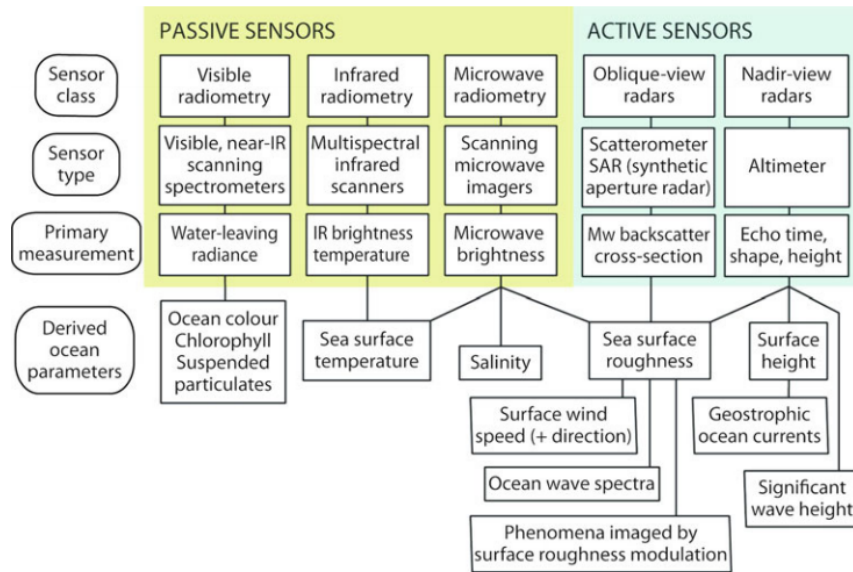 PASSIVE SENSORS
ACTIVE SENSORS
Sensor
class
Visible
radiometry
Infrared
radiometry
Microwave
radiometry
Oblique-view
radars
Nadir-view
radars
Sensor
type
Visible, near-IR
scanning
spectrometers
Multispectral
infrared
scanners
Scanning
microwave
imagers
Scatterometer
SAR (synthetic
aperture radar)
Altimeter
Primary
measurement
Water-leaving
radiance
IR brightness
temperature
Microwave
brightness
Mw backscatter
cross-section
Echo time,
shape, height
Derived
ocean
parameters
Ocean colour
Chlorophyll
Suspended
particulates
Sea surface
temperature
Salinity
Sea surface
roughness
Surface
height
Surface wind
speed (+ direction)
Geostrophic
ocean currents
Ocean wave spectra
Significant
wave height
Phenomena imaged by
surface roughness modulation